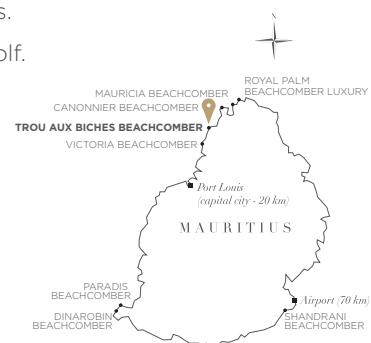 s.
olf.
N
ROYAL PALM
BEACHCOMBER LUXURY
MAURICIA BEACHCOMBER
CANONNIER BEACHCOMBER
TROU AUX BICHES BEACHCOMBER
VICTORIA BEACHCOMBER
Port Louis
(capital city - 20 km)
MAURITIUS
PARADIS
BEACHCOMBER
DINAROBIN
BEACHCOMBER
Airport (70 km)
SHANDRANI
BEACHCOMBER